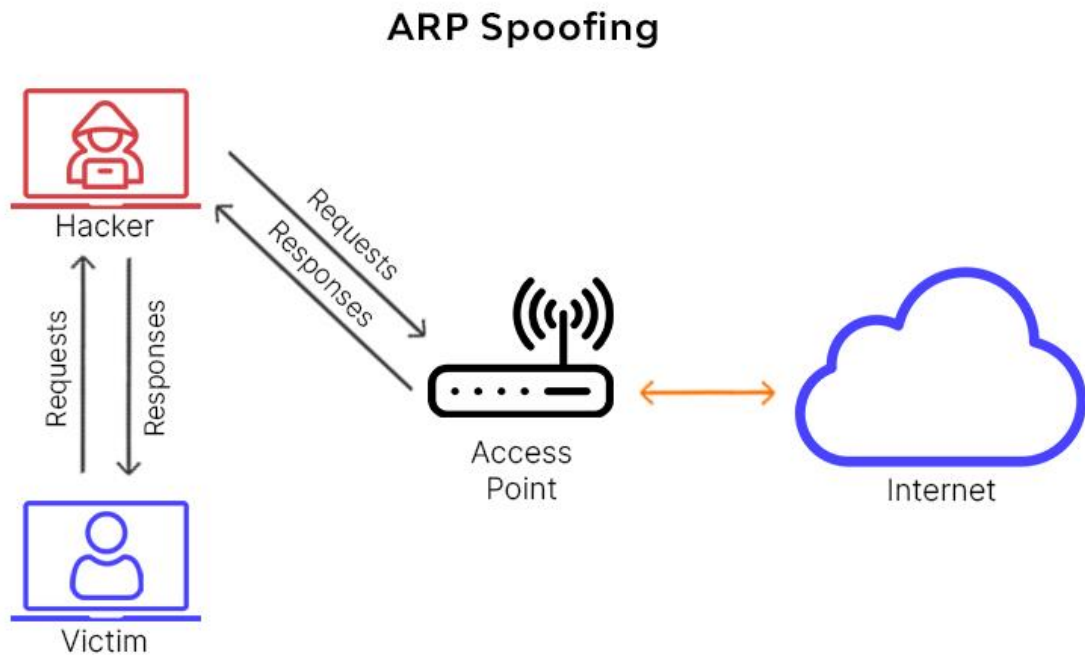 ARP Spoofing
Hacker
Requests
Responses
Requests
Responses
Access
Point
Internet
Victim